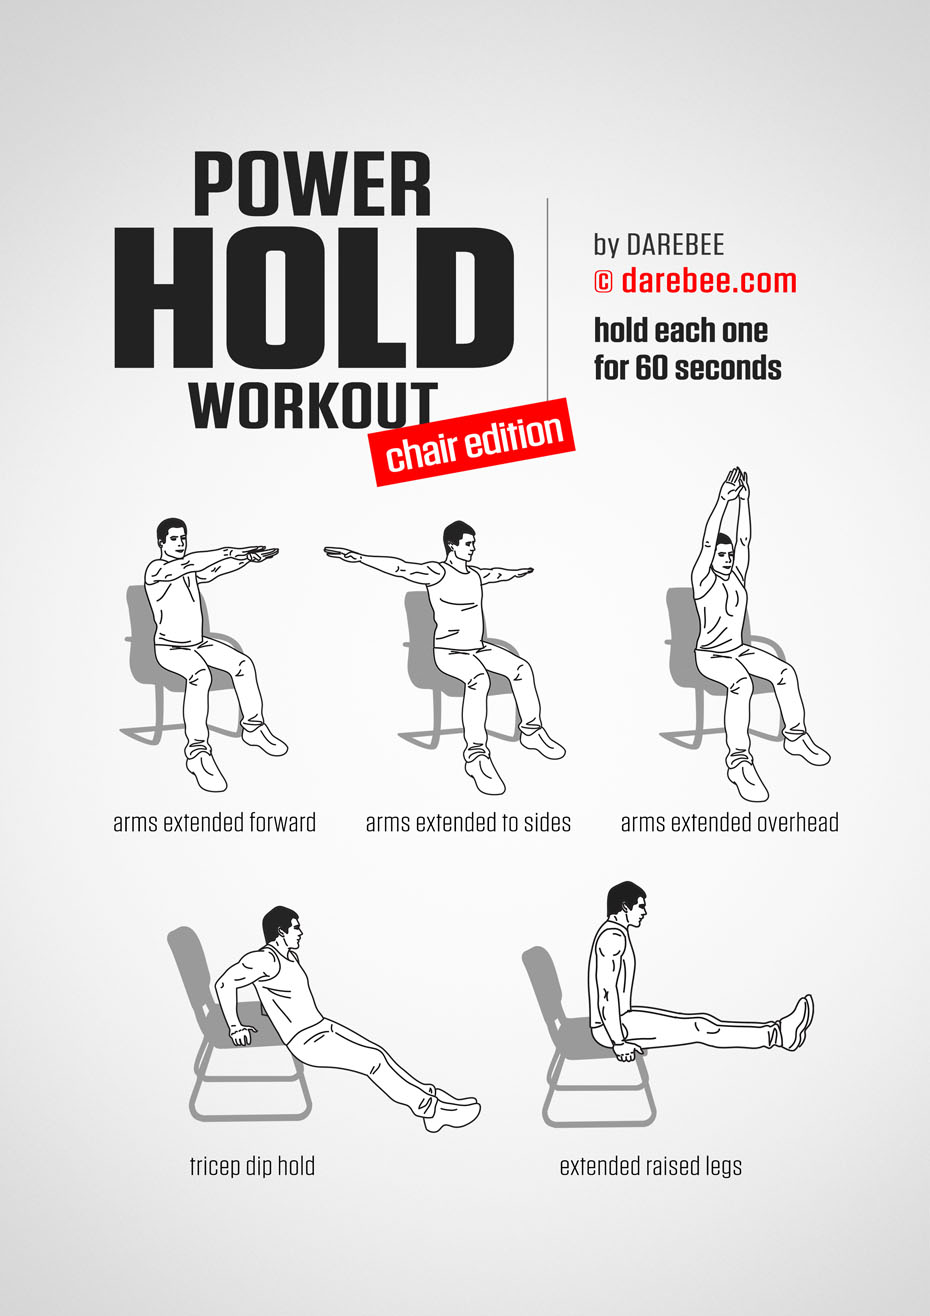 POWER
HOLD
WORKOUT
chair edition
by DAREBEE
© darebee.com
hold each one
for 60 seconds
arms extended forward
arms extended to sides
arms extended overhead
tricep dip hold
extended raised legs